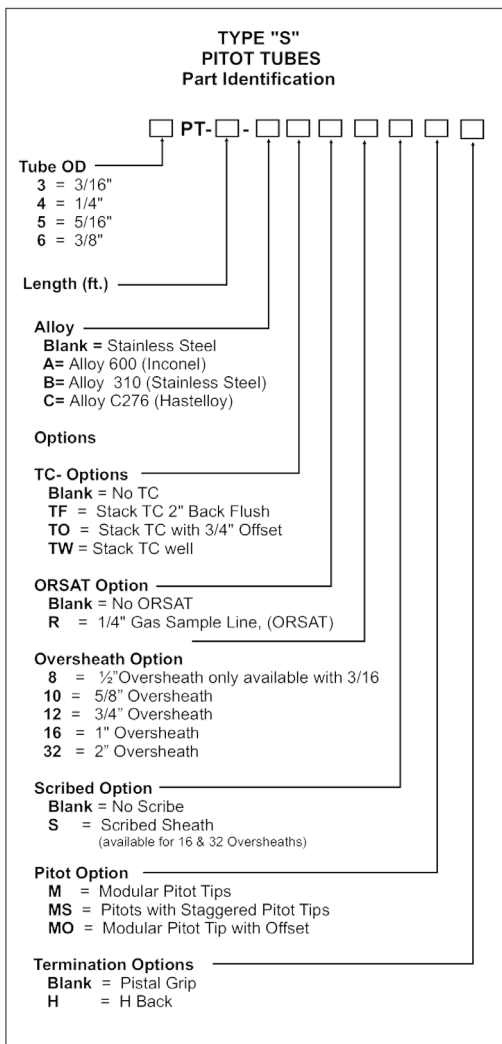 TYPE "S"
PITOT TUBES
Part Identification
PT- -
Tube OD
3 = 3/16"
4 = 1/4"
5 = 5/16"
6 = 3/8"
Length (ft.)
Alloy
Blank = Stainless Steel
A= Alloy 600 (Inconel)
B= Alloy 310 (Stainless Steel)
C= Alloy C276 (Hastelloy)
Options
TC- Options
Blank = No TC
TF = Stack TC 2" Back Flush
TO = Stack TC with 3/4" Offset
TW = Stack TC well
ORSAT Option
Blank = No ORSAT
R = 1/4" Gas Sample Line, (ORSAT)
Oversheath Option
8 = ½”Oversheath only available with 3/16
10 = 5/8” Oversheath
12 = 3/4” Oversheath
16 = 1" Oversheath
32 = 2” Oversheath
Scribed Option
Blank = No Scribe
S = Scribed Sheath
(available for 16 & 32 Oversheaths)
Pitot Option
M = Modular Pitot Tips
MS = Pitots with Staggered Pitot Tips
MO = Modular Pitot Tip with Offset
Termination Options
Blank = Pistal Grip
H = H Back